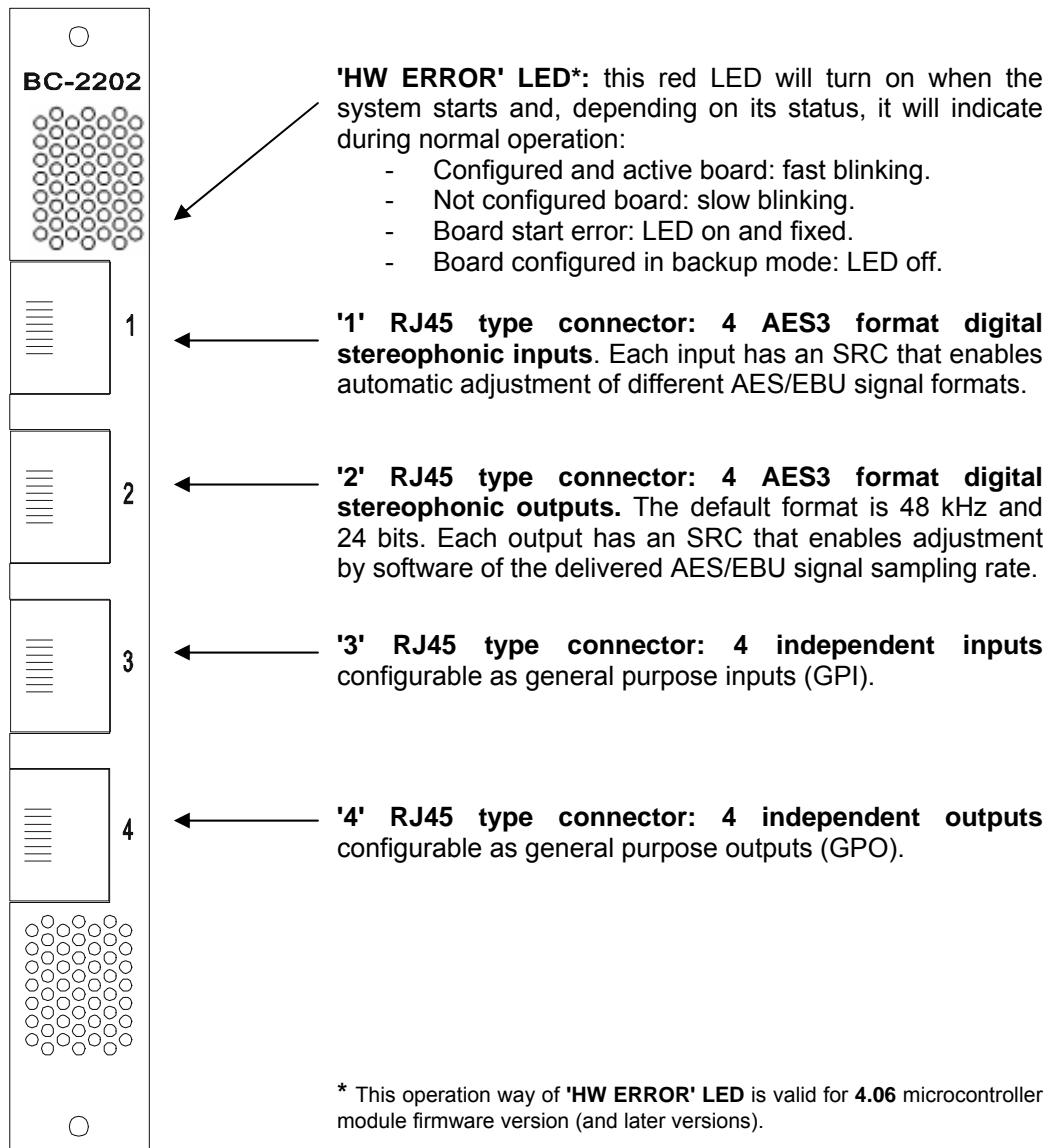 BC-2202
'HW ERROR' LED*: this red LED will turn on when the
system starts and, depending on its status, it will indicate
during normal operation:
- Configured and active board: fast blinking.
- Not configured board: slow blinking.
- Board start error: LED on and fixed.
- Board configured in backup mode: LED off.
1
'1' RJ45 type connector: 4 AES3 format digital
stereophonic inputs. Each input has an SRC that enables
automatic adjustment of different AES/EBU signal formats.
2
'2' RJ45 type connector: 4 AES3 format digital
stereophonic outputs. The default format is 48 kHz and
24 bits. Each output has an SRC that enables adjustment
by software of the delivered AES/EBU signal sampling rate.
3
'3' RJ45 type connector: 4 independent inputs
configurable as general purpose inputs (GPI).
4
'4' RJ45 type connector: 4 independent outputs
configurable as general purpose outputs (GPO).
* This operation way of 'HW ERROR' LED is valid for 4.06 microcontroller
module firmware version (and later versions).